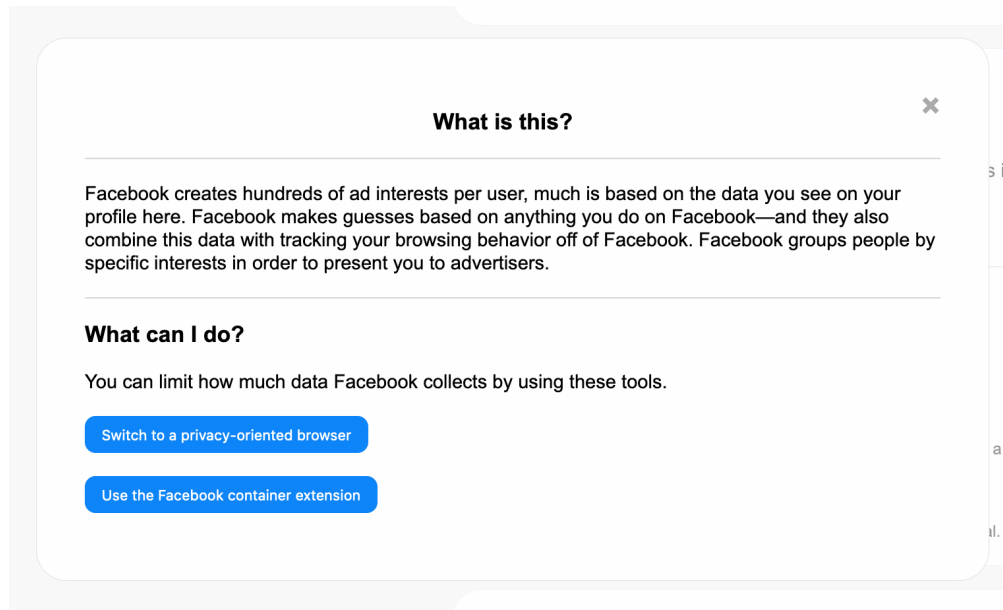 What is this?
Facebook creates hundreds of ad interests per user, much is based on the data you see on your
profile here. Facebook makes guesses based on anything you do on Facebook—and they also
combine this data with tracking your browsing behavior off of Facebook. Facebook groups people by
specific interests in order to present you to advertisers.
What can I do?
You can limit how much data Facebook collects by using these tools.
Switch to a privacy-oriented browser
Use the Facebook container extension